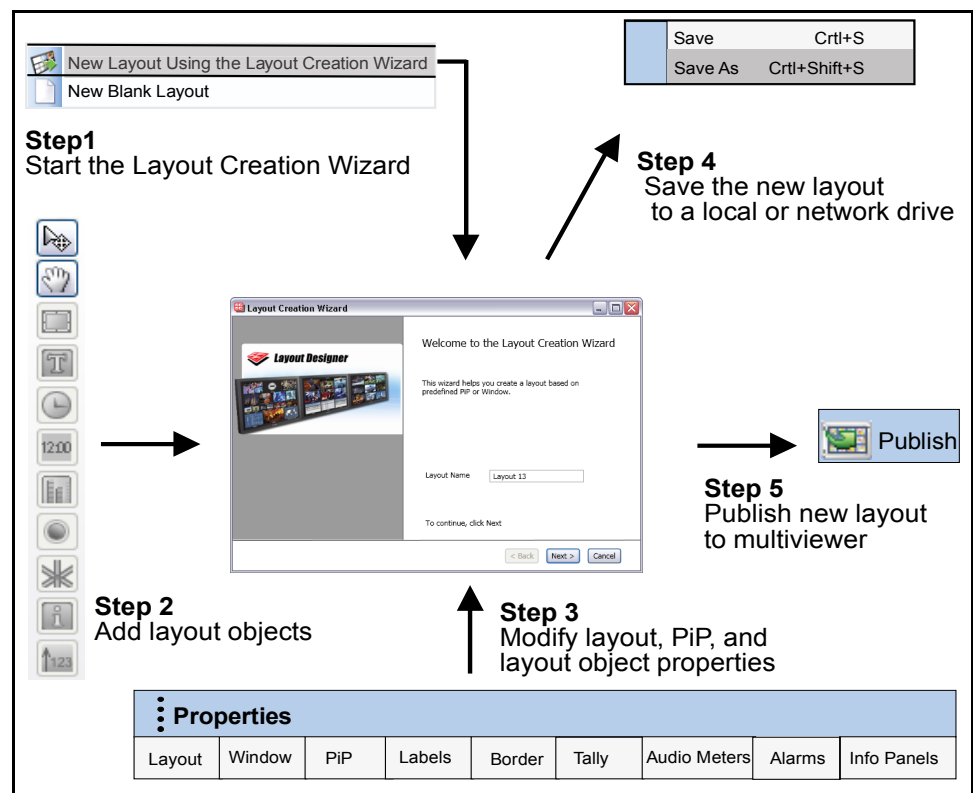 New Layout Using the Layout Creation Wizard
New Blank Layout
Save Crtl+S
Save As Crtl+Shift+S
Step1
Start the Layout Creation Wizard
Step 4
Save the new layout
to a local or network drive
T
12:00
i
123
Layout Creation Wizard
Layout Designer
Welcome to the Layout Creation Wizard
This wizard helps you create a layout based on
predefined PiP or Window.
Layout Name Layout 13
To continue, click Next
< Back Next > Cancel
Publish
Step 5
Publish new layout
to multiviewer
Step 2
Add layout objects
Step 3
Modify layout, PiP, and
layout object properties
Properties
Layout Window PiP Labels Border Tally Audio Meters Alarms Info Panels